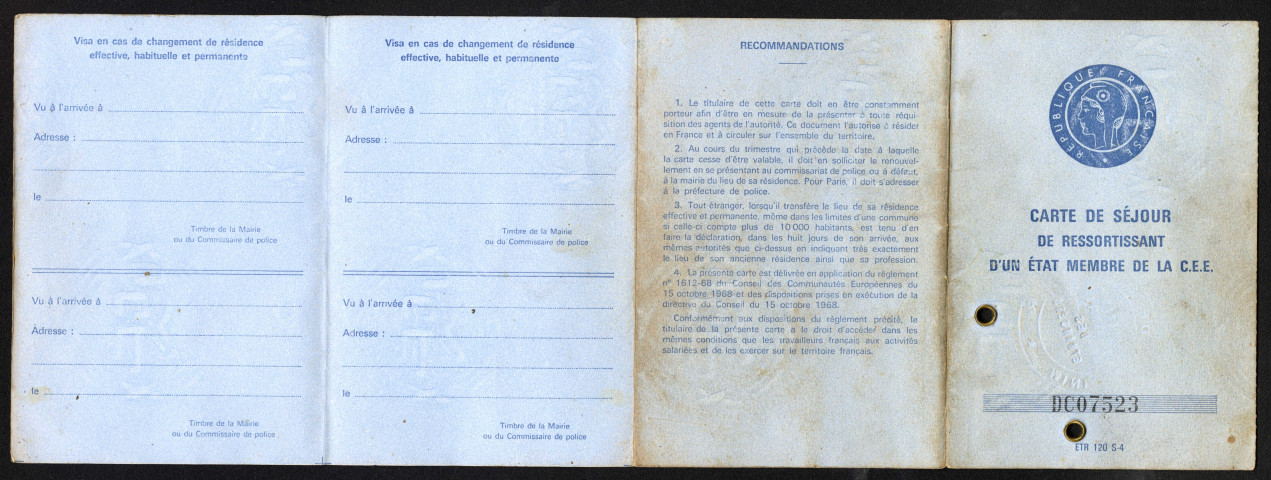 Visa en cas de changement de résidence
effective, habituelle et permanente
Vu à l'arrivée à
Adresse :
le
Timbre de la Mairie
ou du Commissaire de police
Vu à l'arrivée à
Adresse :
le
Timbre de la Mairie
ou du Commissaire de police
Visa en cas de changement de résidence
effective, habituelle et permanente
Vu à l'arrivée à
Adresse :
le
Timbre de la Mairie
ou du Commissaire de police
Vu à l'arrivée à
Adresse :
le
Timbre de la Mairie
ou du Commissaire de police
RECOMMANDATIONS
1. Le titulaire de cette carte doit en être constamment
porteur afin d'être en mesure de la présenter à toute réqui-
sition des agents de l'autorité. Ce document l'autorise à résider
en France et à circuler sur l'ensemble du territoire.
2. Au cours du trimestre qui précède la date à laquelle
la carte cesse d'être valable, il doit en solliciter le renouvel-
lement en se présentant au commissariat de police ou à défaut,
à la mairie du lieu de sa résidence. Pour Paris, il doit s'adresser
à la préfecture de police.
3. Tout étranger, lorsqu'il transfère le lieu de sa résidence
effective et permanente, même dans les limites d'une commune
si celle-ci compte plus de 10 000 habitants, est tenu d'en
faire la déclaration, dans les huit jours de son arrivée, aux
mêmes autorités que ci-dessus en indiquant très exactement
le lieu de son ancienne résidence ainsi que sa profession.
4. La présente carte est délivrée en application du règlement
n° 1612-68 du Conseil des Communautés Européennes du
15 octobre 1968 et des dispositions prises en exécution de la
directive du Conseil du 15 octobre 1968.
Conformément aux dispositions du règlement précité, le
titulaire de la présente carte a le droit d'accéder dans les
mêmes conditions que les travailleurs français aux activités
salariées et de les exercer sur le territoire français.
RÉPUBLIQUE FRANÇAISE
CARTE DE SÉJOUR
DE RESSORTISSANT
D'UN ÉTAT MEMBRE DE LA C.E.E.
DC07523
ETR 120 S-4